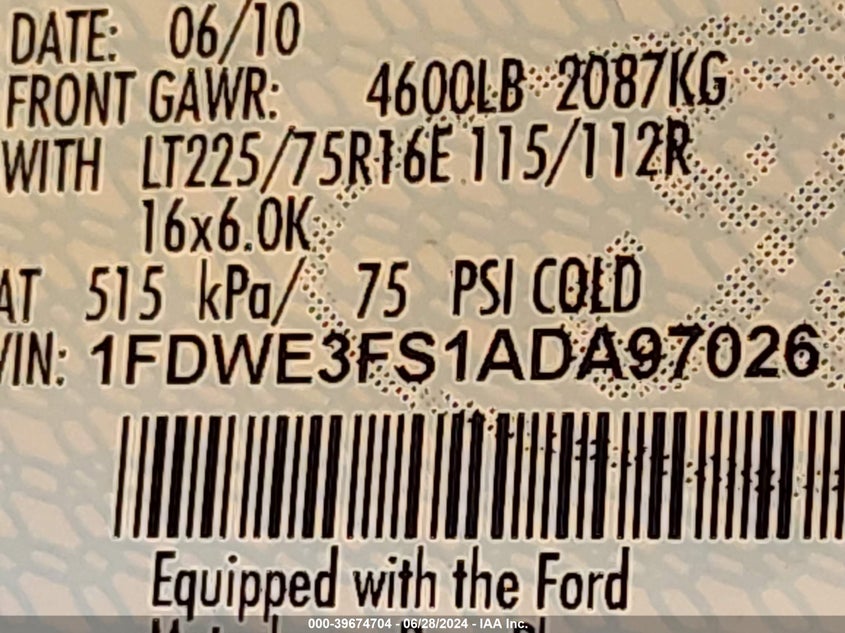 DATE: 06/10
FRONT GAWR: 4600LB 2087KG
WITH LT225/75R16E 115/112R
16x6.0K
AT 515 kPa/ 75 PSI COLD
VIN: 1FDWE3FS1ADA97026
Equipped with the Ford
000-39674704 - 06/28/2024 - IAA Inc.